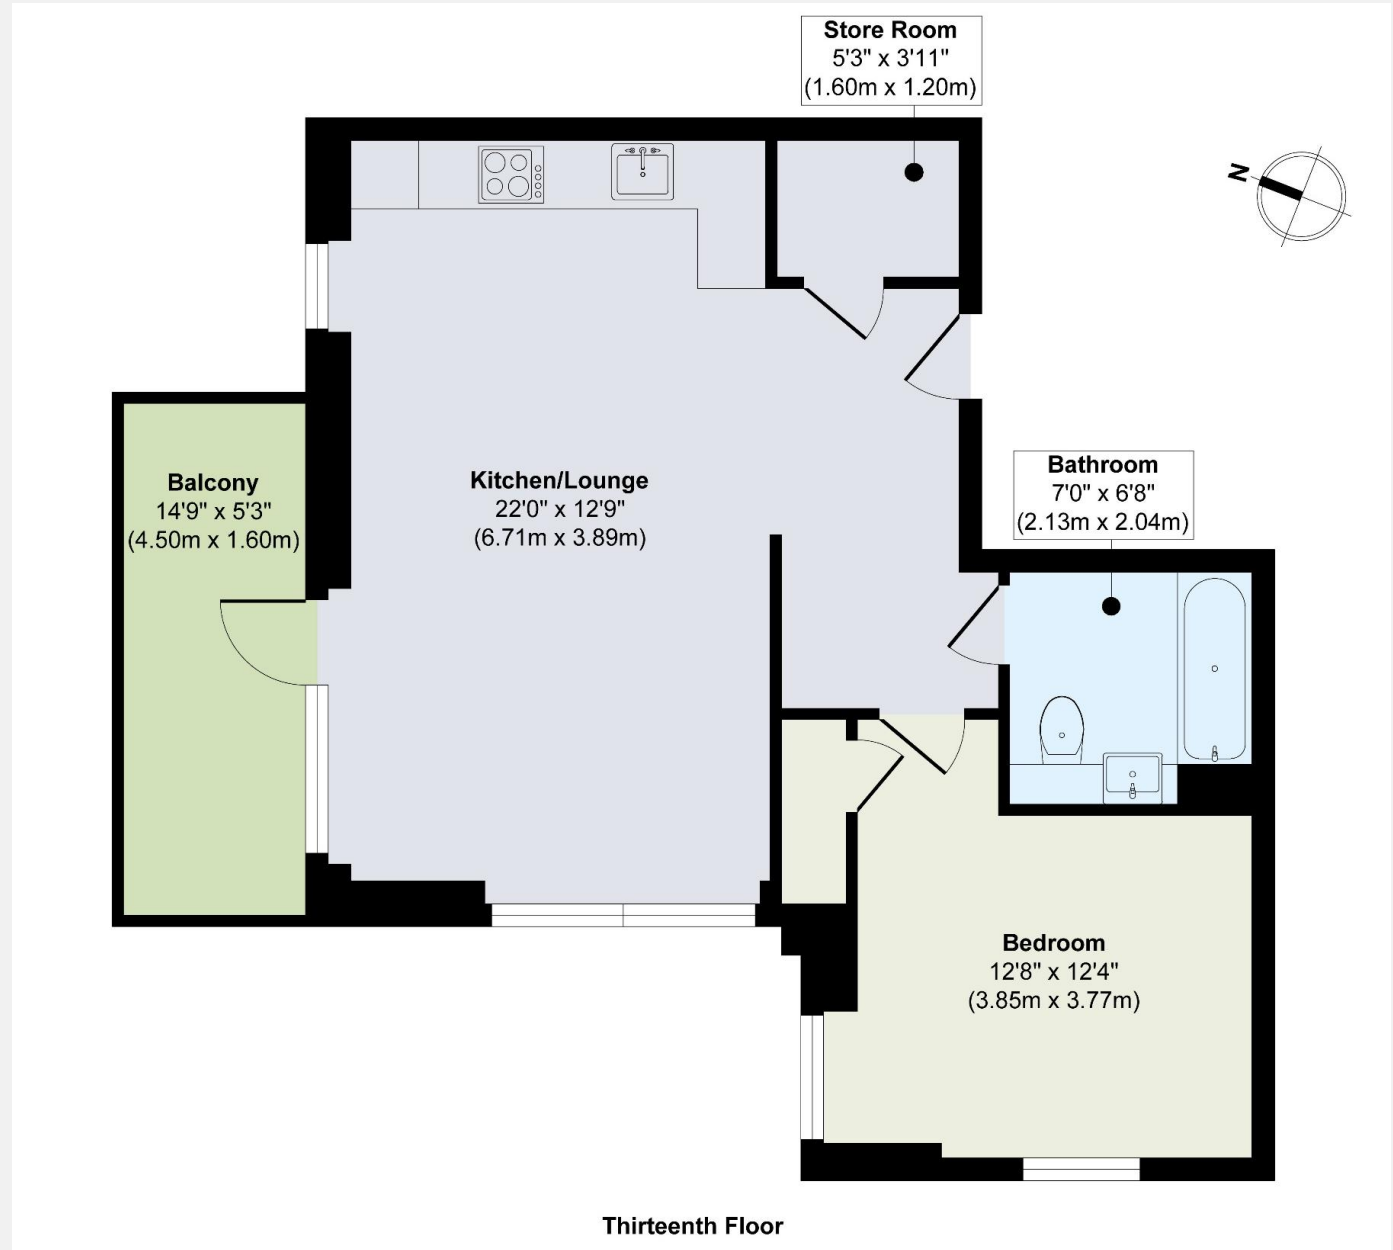 Store Room
5'3" x 3'11"
(1.60m x 1.20m)
N
Bathroom
7'0" x 6'8"
(2.13m x 2.04m)
Kitchen/Lounge
22'0" x 12'9"
(6.71m x 3.89m)
Balcony
14'9" x 5'3"
(4.50m x 1.60m)
Bedroom
12'8" x 12'4"
(3.85m x 3.77m)
Thirteenth Floor